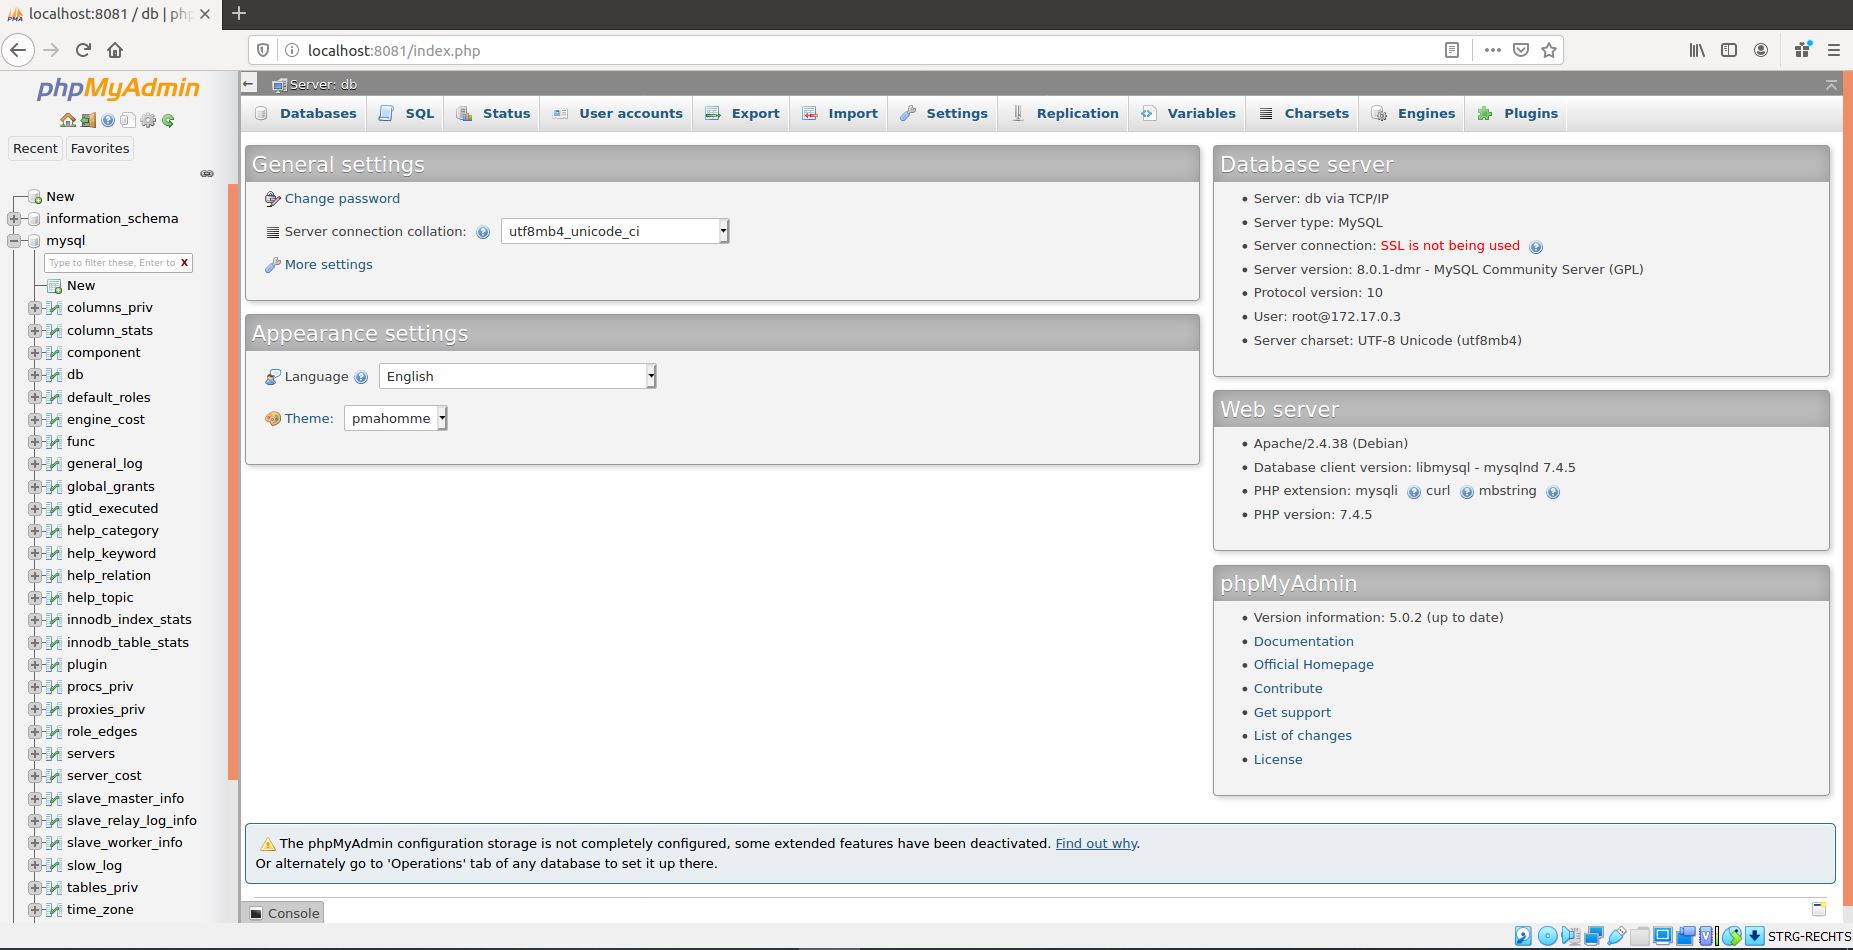 localhost:8081 / db | php
localhost:8081/index.php
phpMyAdmin
Recent
Favorites
New
information_schema
mysql
Type to filter these, Enter to X
New
columns_priv
column_stats
component
db
default_roles
engine_cost
func
general_log
global_grants
gtid_executed
help_category
help_keyword
help_relation
help_topic
innodb_index_stats
innodb_table_stats
plugin
procs_priv
proxies_priv
role_edges
servers
server_cost
slave_master_info
slave_relay_log_info
slave_worker_info
slow_log
tables_priv
time_zone
Server: db
Databases SQL Status User accounts Export Import Settings Replication Variables Charsets Engines Plugins
General settings
Change password
Server connection collation: utf8mb4_unicode_ci
More settings
Appearance settings
Language English
Theme: pmahomme
Database server
Server: db via TCP/IP
Server type: MySQL
Server connection: SSL is not being used
Server version: 8.0.1-dmr - MySQL Community Server (GPL)
Protocol version: 10
User: root@172.17.0.3
Server charset: UTF-8 Unicode (utf8mb4)
Web server
Apache/2.4.38 (Debian)
Database client version: libmysql - mysqlnd 7.4.5
PHP extension: mysqli curl mbstring
PHP version: 7.4.5
phpMyAdmin
Version information: 5.0.2 (up to date)
Documentation
Official Homepage
Contribute
Get support
List of changes
License
The phpMyAdmin configuration storage is not completely configured, some extended features have been deactivated. Find out why.
Or alternately go to 'Operations' tab of any database to set it up there.
Console
STRG-RECHTS